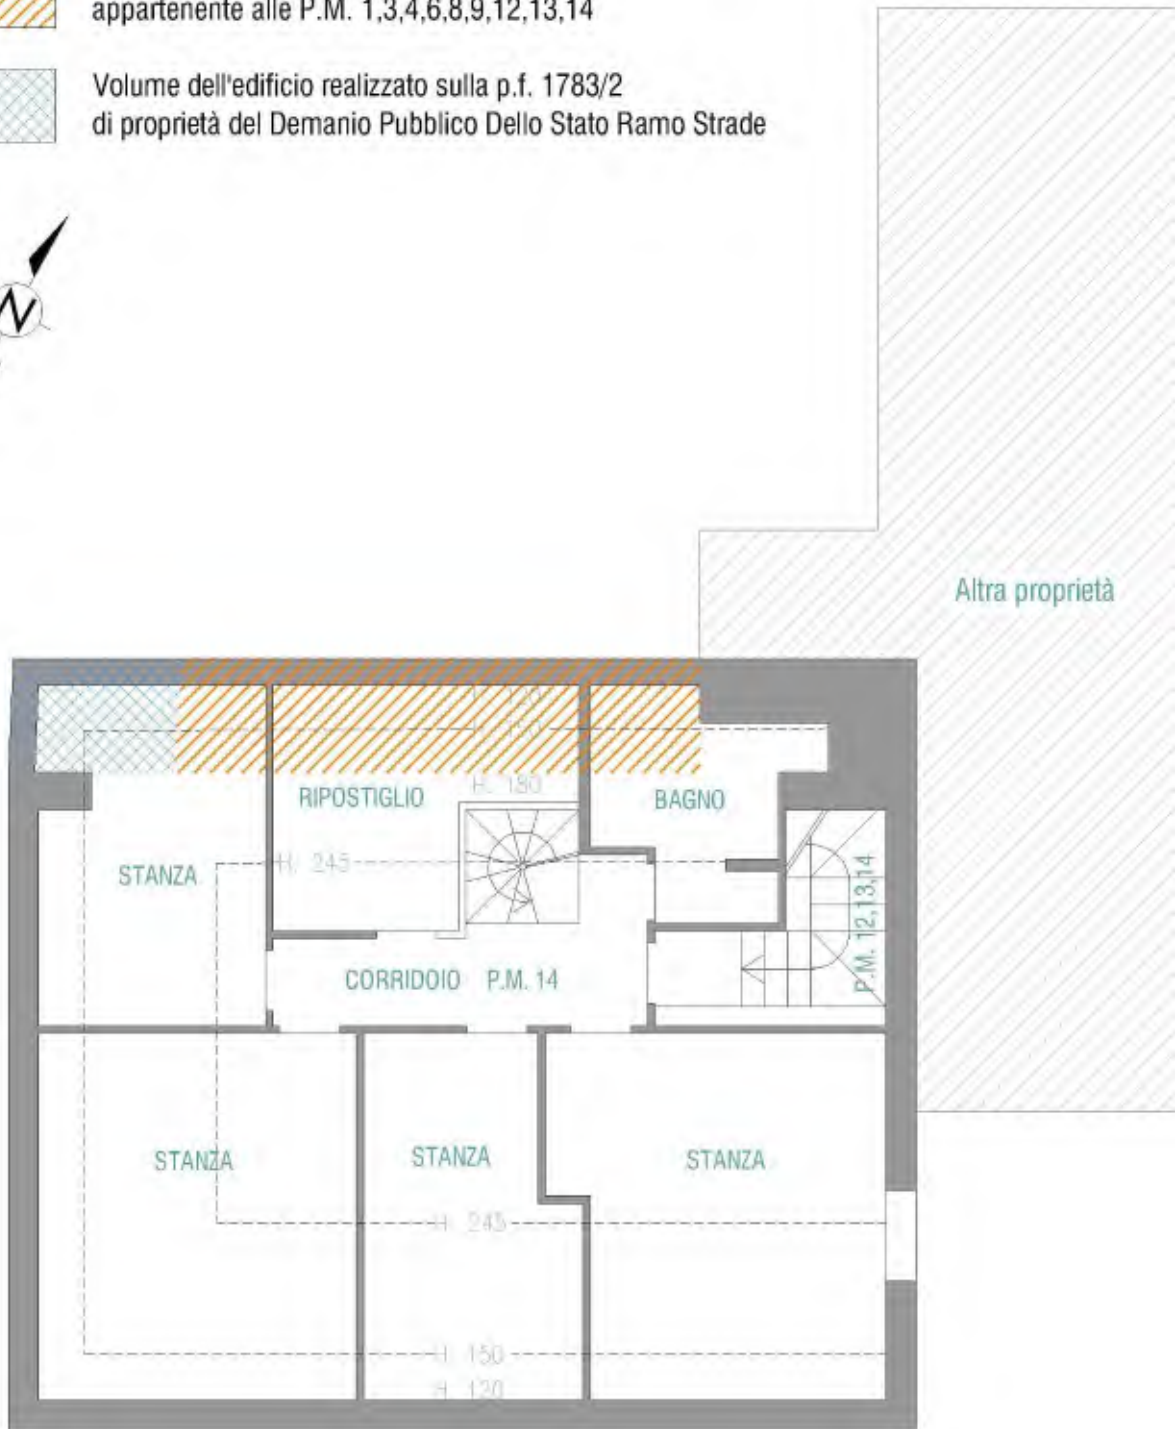 appartenente alle P.M. 1,3,4,6,8,9,12,13,14
Volume dell'edificio realizzato sulla p.f. 1783/2
di proprietà del Demanio Pubblico Dello Stato Ramo Strade
N
Altra proprietà
H. 120
H. 150
H. 180
RIPOSTIGLIO
BAGNO
STANZA
H. 245
P.M. 12,13,14
CORRIDOIO P.M. 14
STANZA
STANZA
STANZA
H. 245
H. 150
H. 120